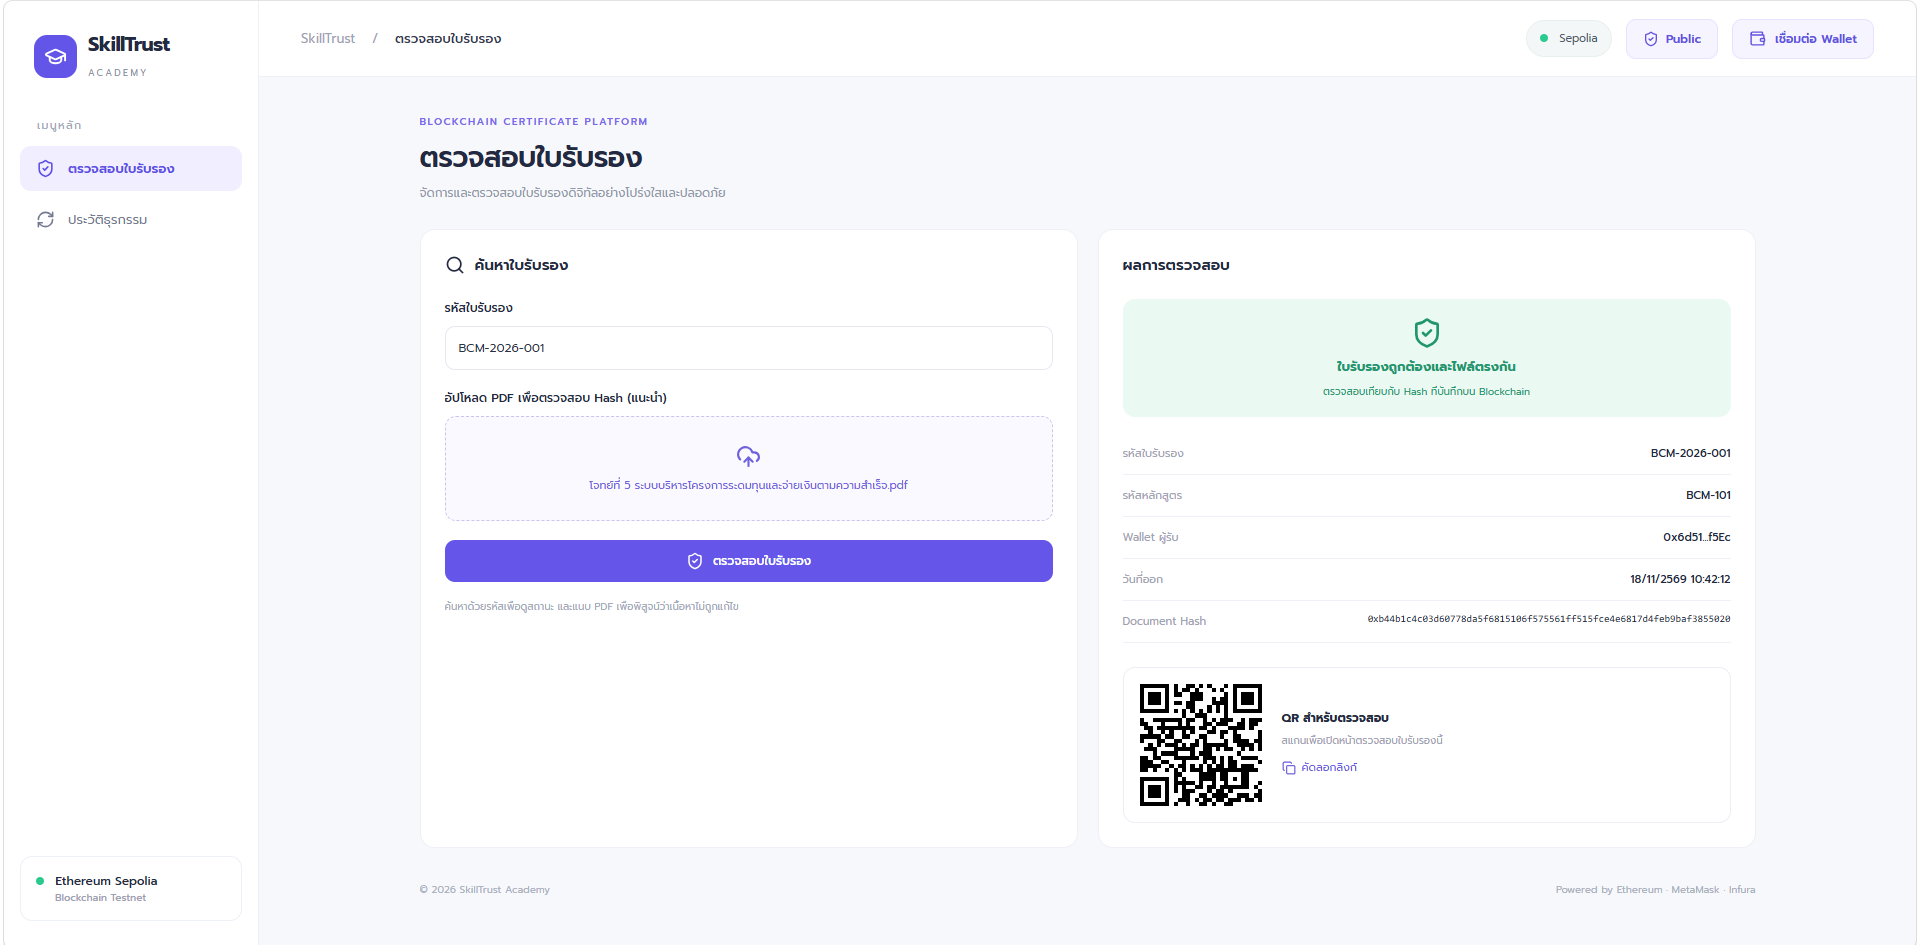 SkillTrust
ACADEMY
เมนูหลัก
ตรวจสอบใบรับรอง
ประวัติธุรกรรม
Ethereum Sepolia
Blockchain Testnet
SkillTrust / ตรวจสอบใบรับรอง
Sepolia
Public
เชื่อมต่อ Wallet
BLOCKCHAIN CERTIFICATE PLATFORM
ตรวจสอบใบรับรอง
จัดการและตรวจสอบใบรับรองดิจิทัลอย่างโปร่งใสและปลอดภัย
ค้นหาใบรับรอง
รหัสใบรับรอง
BCM-2026-001
อัปโหลด PDF เพื่อตรวจสอบ Hash (แนะนำ)
โจทย์ที่ 5 ระบบบริหารโครงการระดมทุนและจ่ายเงินตามความสำเร็จ.pdf
ตรวจสอบใบรับรอง
ค้นหาด้วยรหัสเพื่อดูสถานะ และแนบ PDF เพื่อพิสูจน์ว่าเนื้อหาไม่ถูกแก้ไข
ผลการตรวจสอบ
ใบรับรองถูกต้องและไฟล์ตรงกัน
ตรวจสอบเทียบกับ Hash ที่บันทึกบน Blockchain
รหัสใบรับรอง BCM-2026-001
รหัสหลักสูตร BCM-101
Wallet ผู้รับ 0x6d51…f5Ec
วันที่ออก 18/11/2569 10:42:12
Document Hash 0xb44b1c4c03d60778da5f6815106f575561ff515fce4e6817d4feb9baf3855020
QR สำหรับตรวจสอบ
สแกนเพื่อเปิดหน้าตรวจสอบใบรับรองนี้
คัดลอกลิงก์
© 2026 SkillTrust Academy
Powered by Ethereum · MetaMask · Infura